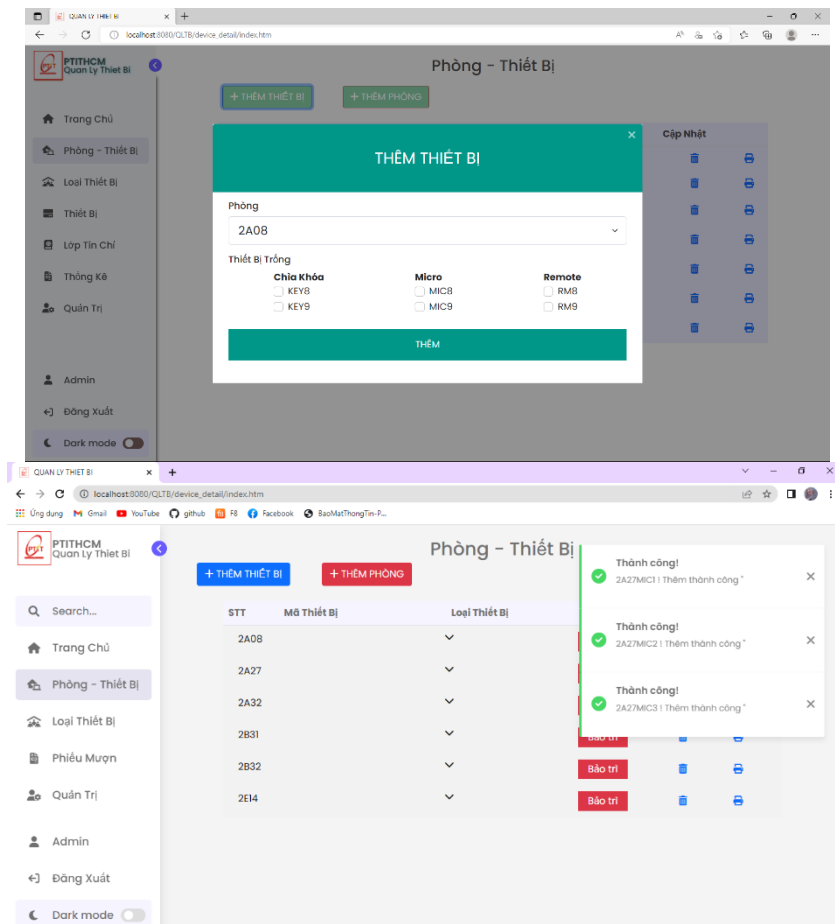 QUAN LY THIET BI
localhost:8080/QLTB/device_detail/index.htm
PTITHCM
Quan Ly Thiet Bi
Phòng - Thiết Bị
+ THÊM THIẾT BỊ
+ THÊM PHÒNG
Trang Chủ
Phòng - Thiết Bị
Loại Thiết Bị
Thiết Bị
Lớp Tín Chỉ
Thống Kê
Quản Trị
Admin
Đăng Xuất
Dark mode
Cập Nhật
THÊM THIẾT BỊ
Phòng
2A08
Thiết Bị Trống
Chìa Khóa Micro Remote
KEY8 MIC8 RM8
KEY9 MIC9 RM9
THÊM
QUAN LY THIET BI
localhost:8080/QLTB/device_detail/index.htm
Ứng dụng Gmail YouTube github F8 Facebook BaoMatThongTin-P...
PTITHCM
Quan Ly Thiet Bi
Phòng - Thiết Bị
+ THÊM THIẾT BỊ
+ THÊM PHÒNG
Search...
Trang Chủ
Phòng - Thiết Bị
Loại Thiết Bị
Phiếu Mượn
Quản Trị
Admin
Đăng Xuất
Dark mode
STT Mã Thiết Bị Loại Thiết Bị
2A08
2A27
2A32
2B31
2B32 Bảo trì
2E14 Bảo trì
Thành công!
2A27MIC1 ! Thêm thành công "
Thành công!
2A27MIC2 ! Thêm thành công "
Thành công!
2A27MIC3 ! Thêm thành công "